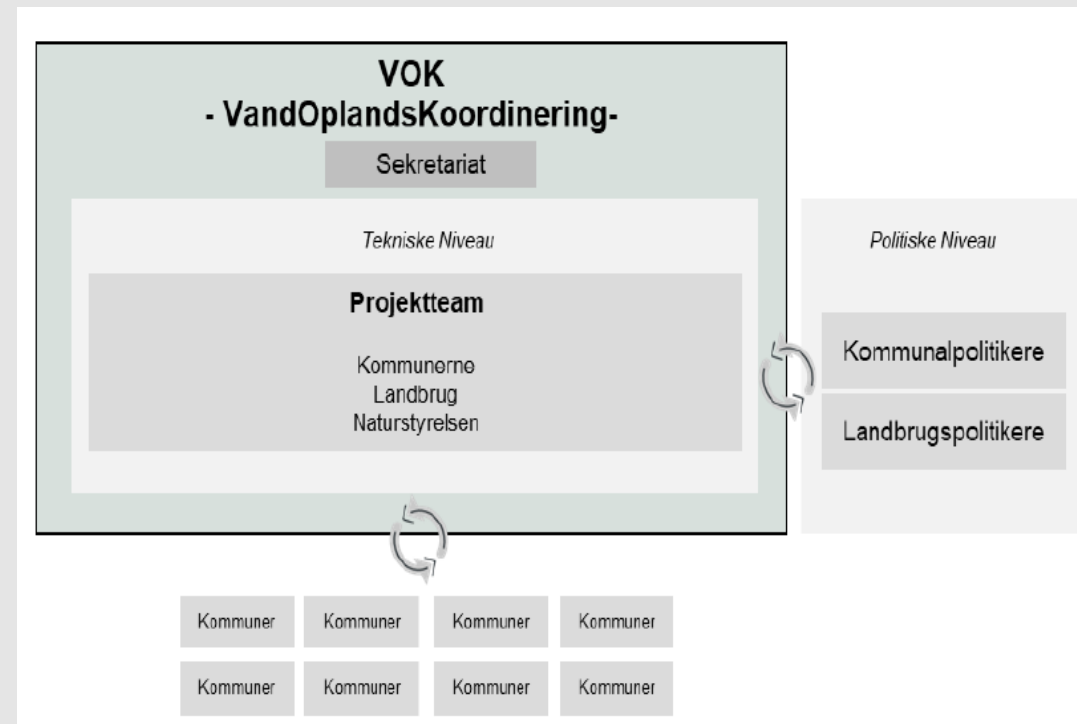 VOK
- VandOplandsKoordinering-
Sekretariat
Tekniske Niveau
Projektteam
Kommunerne
Landbrug
Naturstyrelsen
Politiske Niveau
Kommunalpolitikere
Landbrugspolitikere
Kommuner Kommuner Kommuner Kommuner
Kommuner Kommuner Kommuner Kommuner